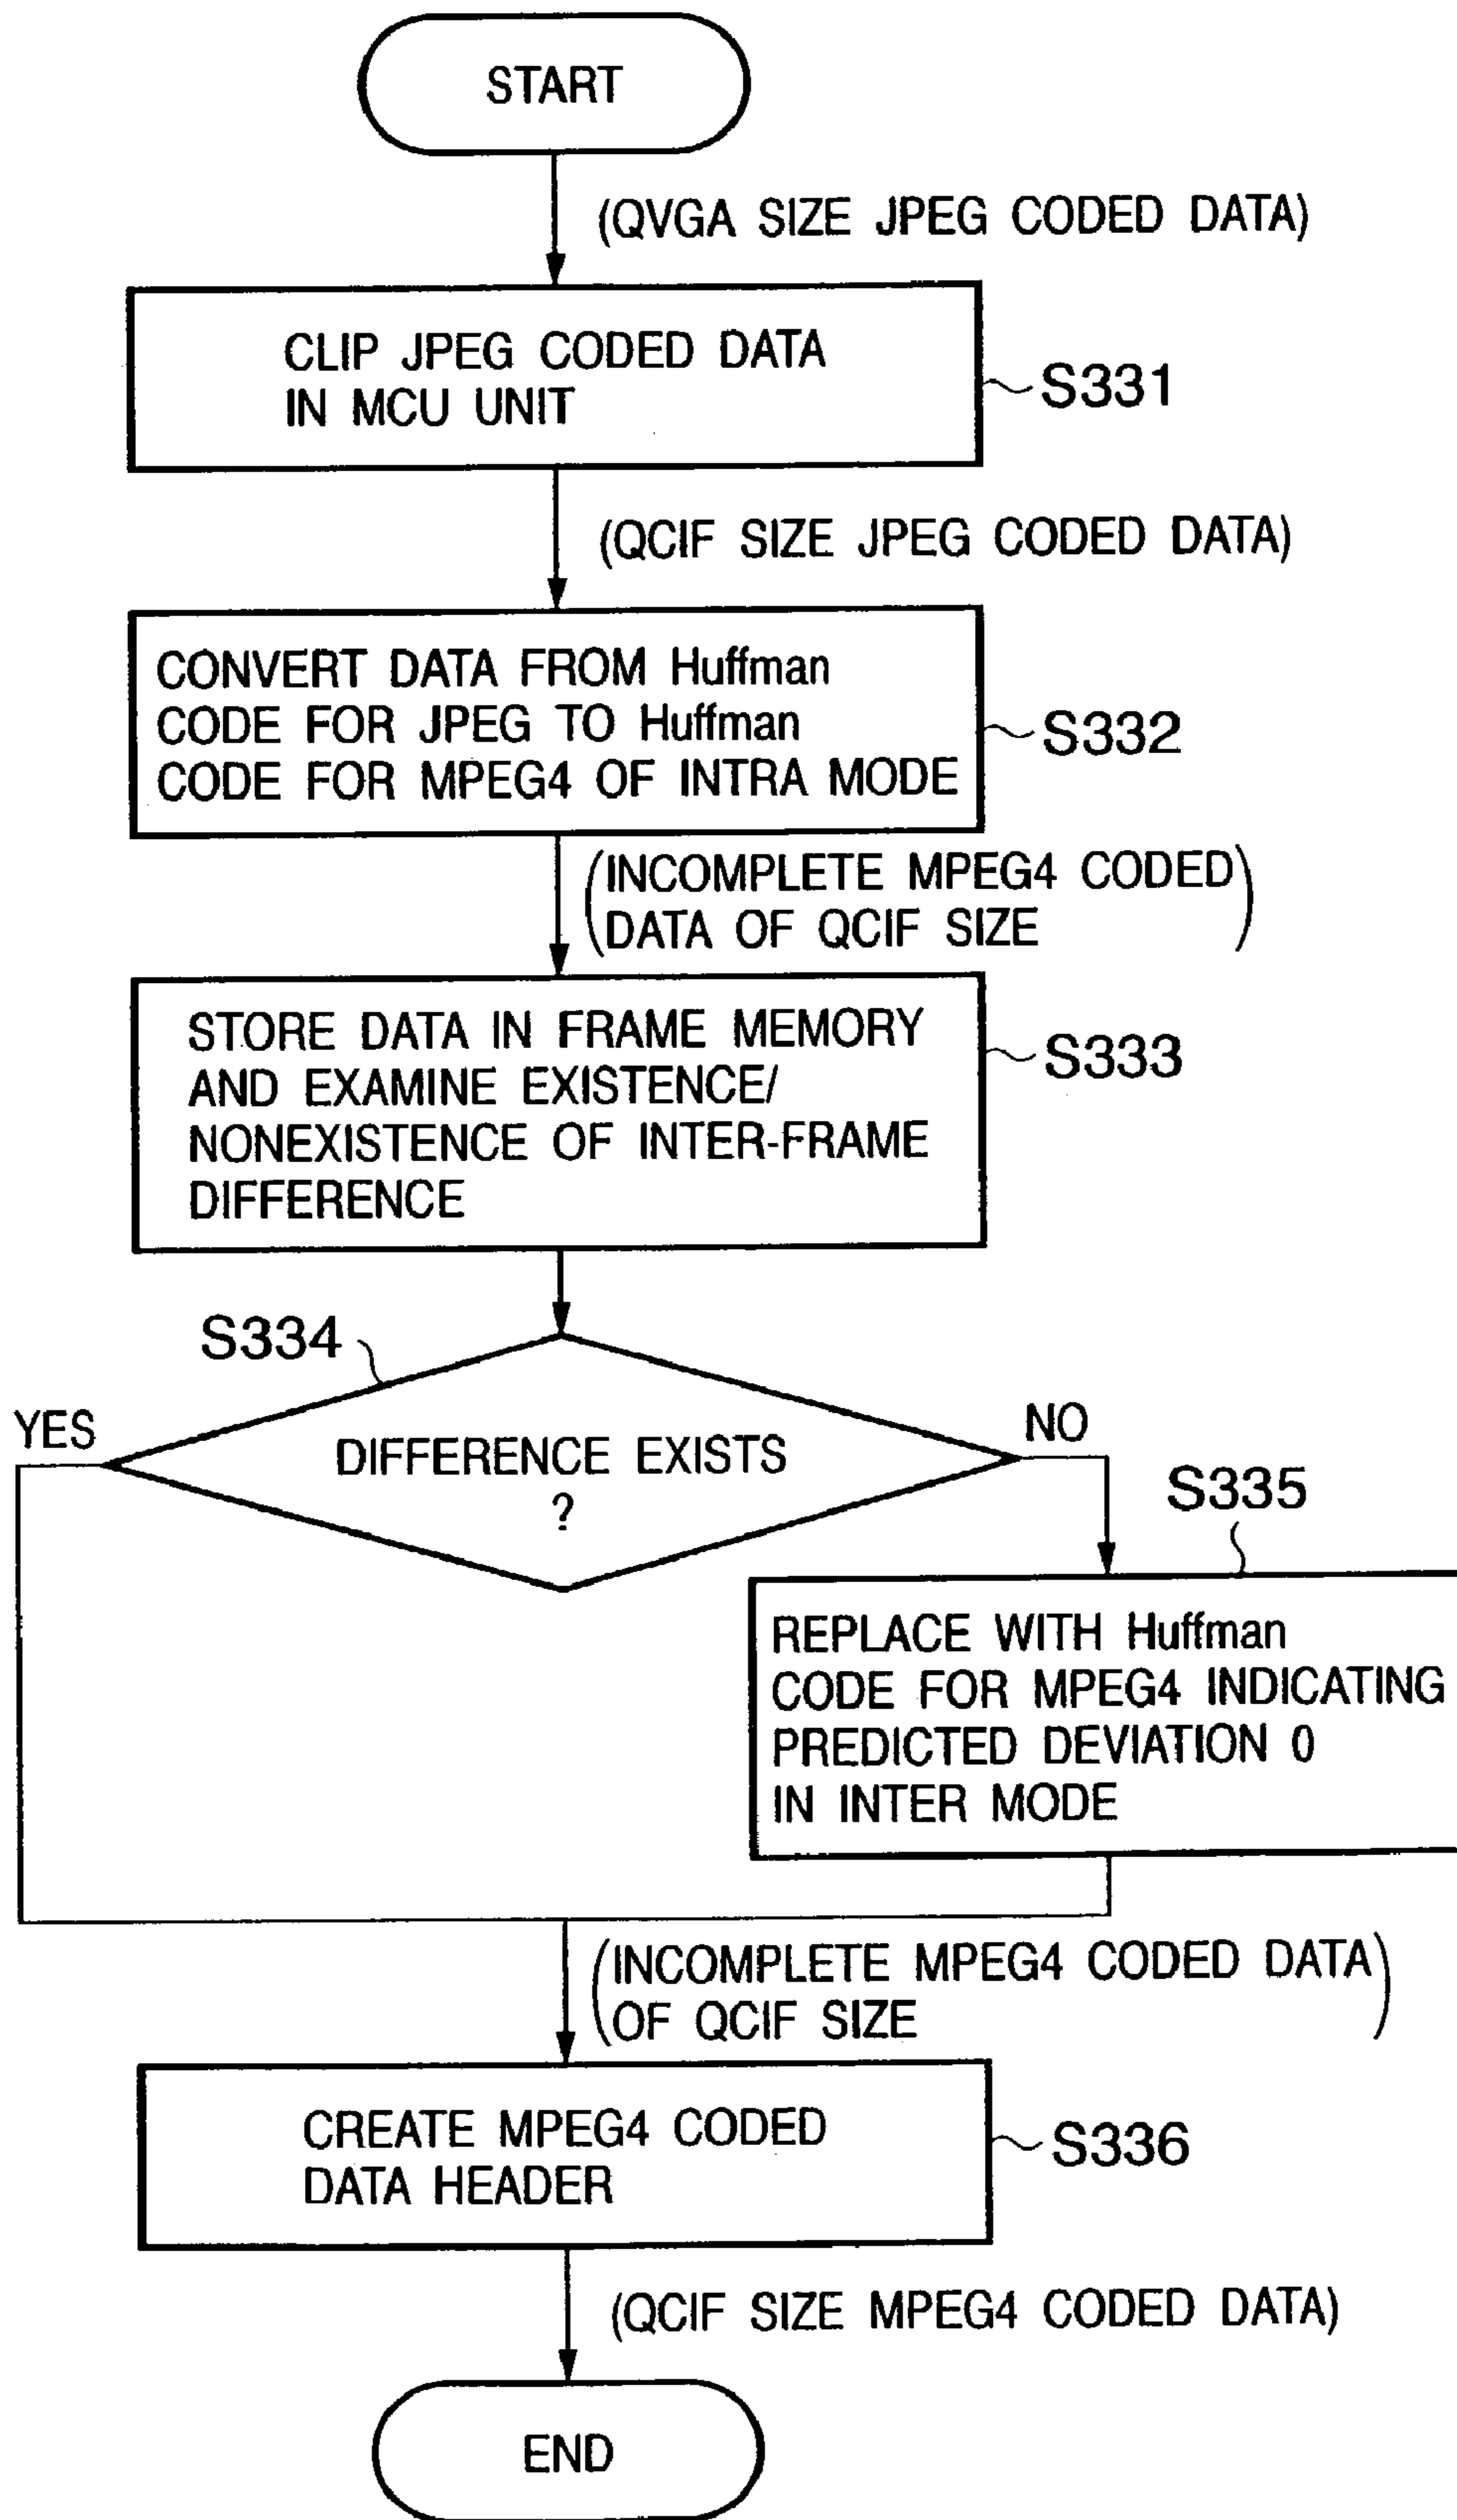 START
(QVGA SIZE JPEG CODED DATA)
CLIP JPEG CODED DATA
IN MCU UNIT
S331
(QCIF SIZE JPEG CODED DATA)
CONVERT DATA FROM Huffman
CODE FOR JPEG TO Huffman
CODE FOR MPEG4 OF INTRA MODE
S332
(INCOMPLETE MPEG4 CODED
DATA OF QCIF SIZE)
STORE DATA IN FRAME MEMORY
AND EXAMINE EXISTENCE/
NONEXISTENCE OF INTER-FRAME
DIFFERENCE
S333
S334
YES
DIFFERENCE EXISTS
?
NO
S335
REPLACE WITH Huffman
CODE FOR MPEG4 INDICATING
PREDICTED DEVIATION 0
IN INTER MODE
(INCOMPLETE MPEG4 CODED DATA
OF QCIF SIZE)
CREATE MPEG4 CODED
DATA HEADER
S336
(QCIF SIZE MPEG4 CODED DATA)
END